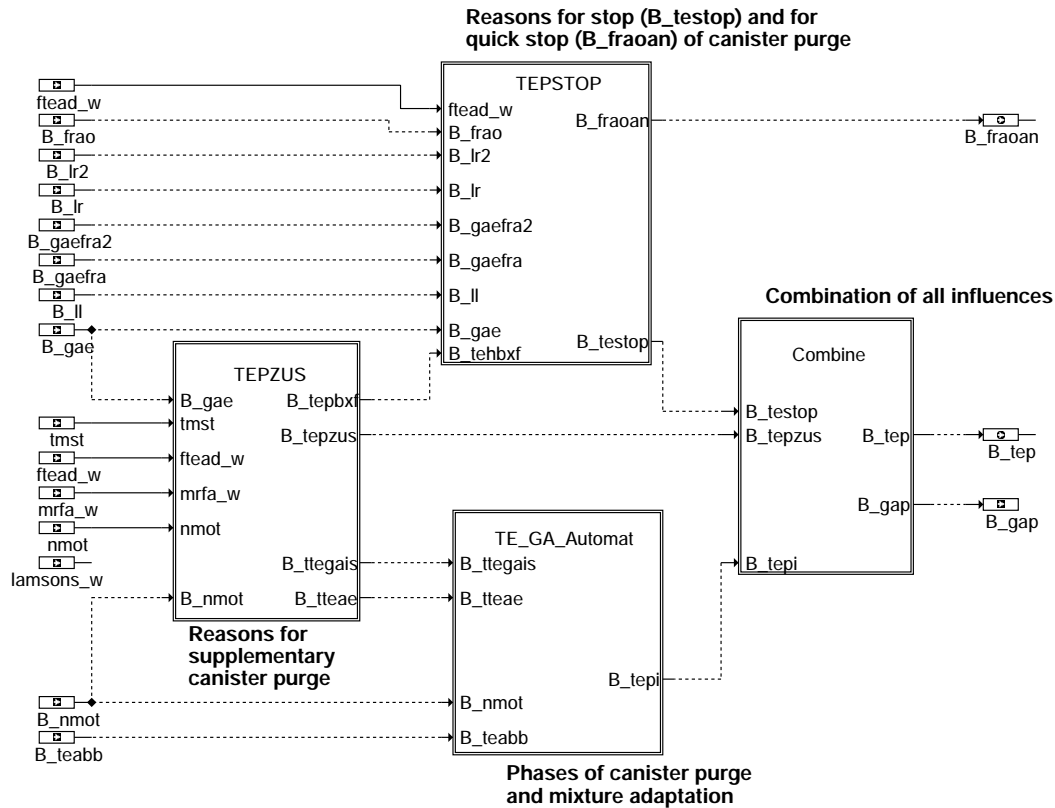 Reasons for stop (B_testop) and for
quick stop (B_fraoan) of canister purge
TEPSTOP
ftead_w
B_frao
B_lr2
B_lr
B_gaefra2
B_gaefra
B_ll
B_gae
ftead_w
B_frao
B_lr2
B_lr
B_gaefra2
B_gaefra
B_ll
B_gae
B_tehbxf
B_fraoan
B_testop
B_fraoan
TEPZUS
B_gae
tmst
ftead_w
mrfa_w
nmot
B_nmot
B_tepbxf
B_tepzus
B_ttegais
B_tteae
tmst
ftead_w
mrfa_w
nmot
lamsons_w
Reasons for
supplementary
canister purge
B_nmot
B_teabb
TE_GA_Automat
B_ttegais
B_tteae
B_nmot
B_teabb
B_tepi
Phases of canister purge
and mixture adaptation
Combination of all influences
Combine
B_testop
B_tepzus
B_tepi
B_tep
B_gap
B_tep
B_gap